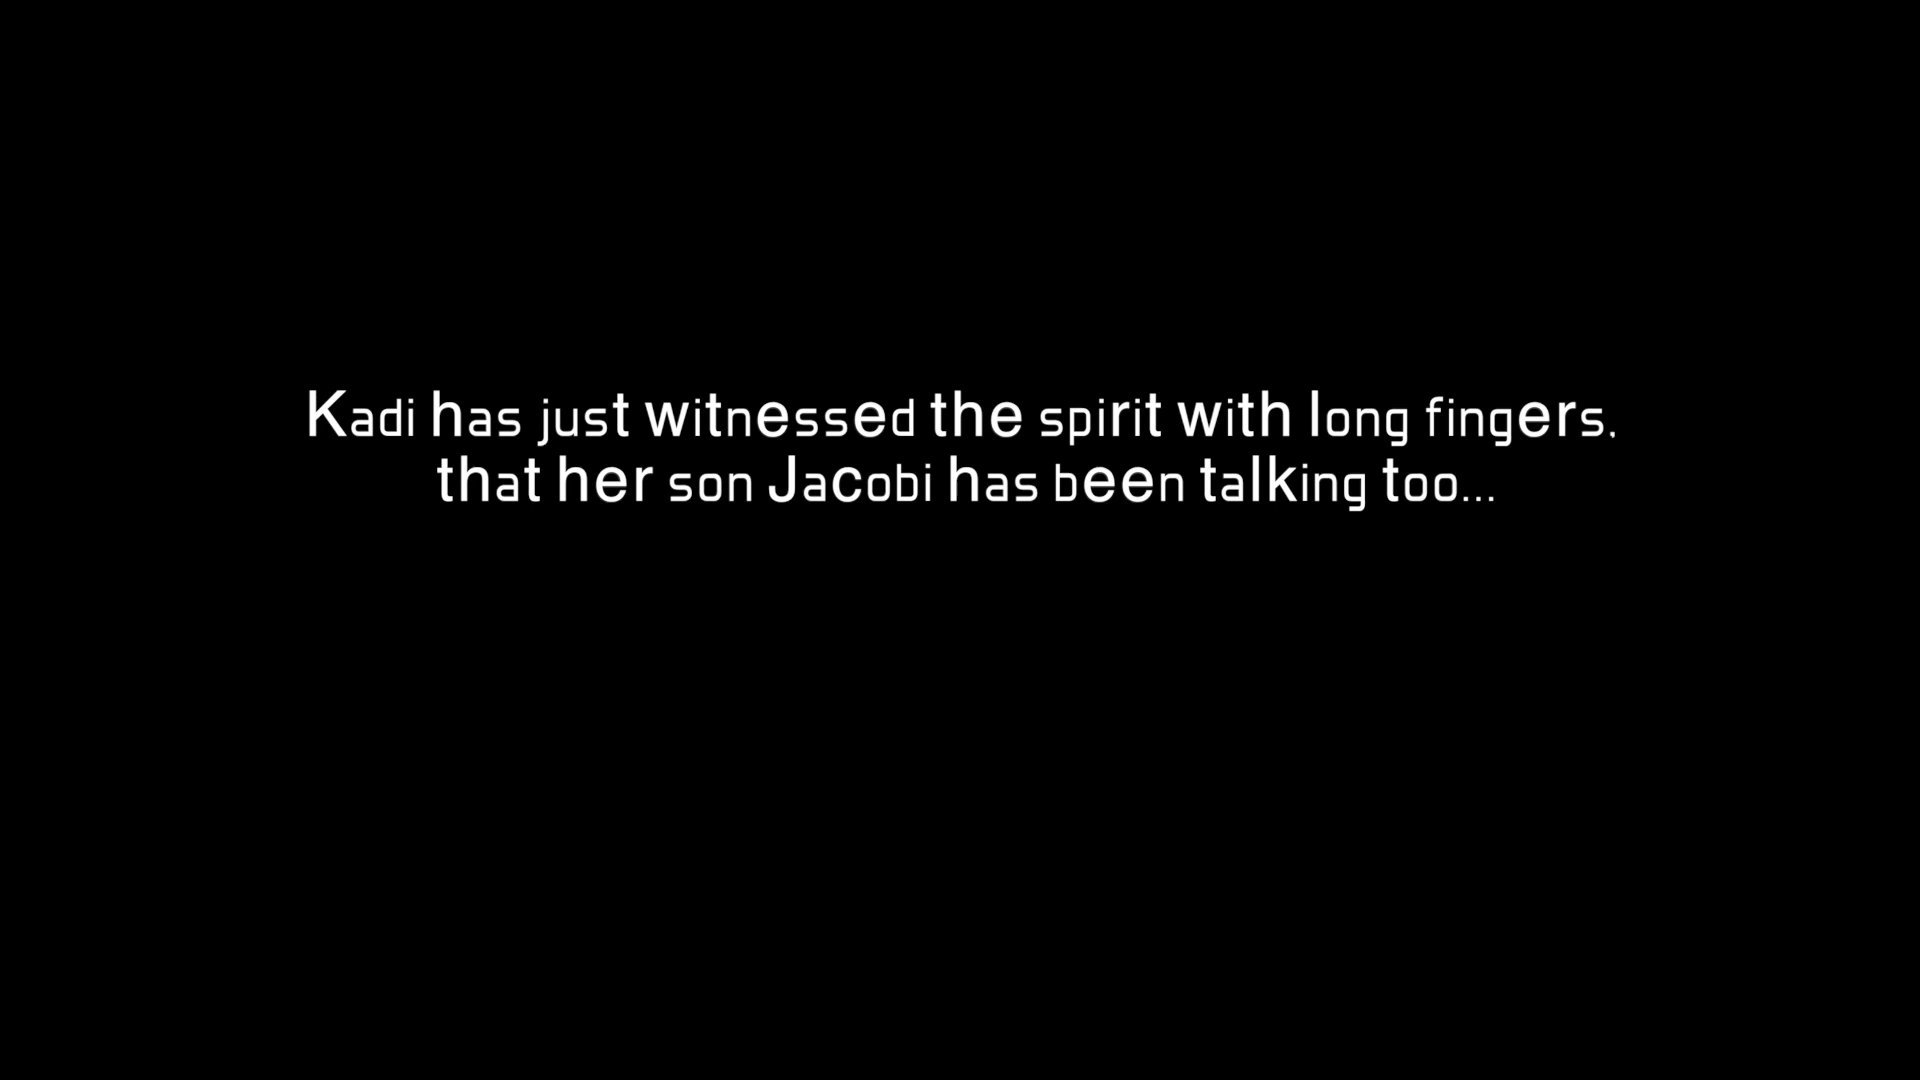 Kadi has just witnessed the spirit with long fingers,
that her son Jacobi has been talking too...